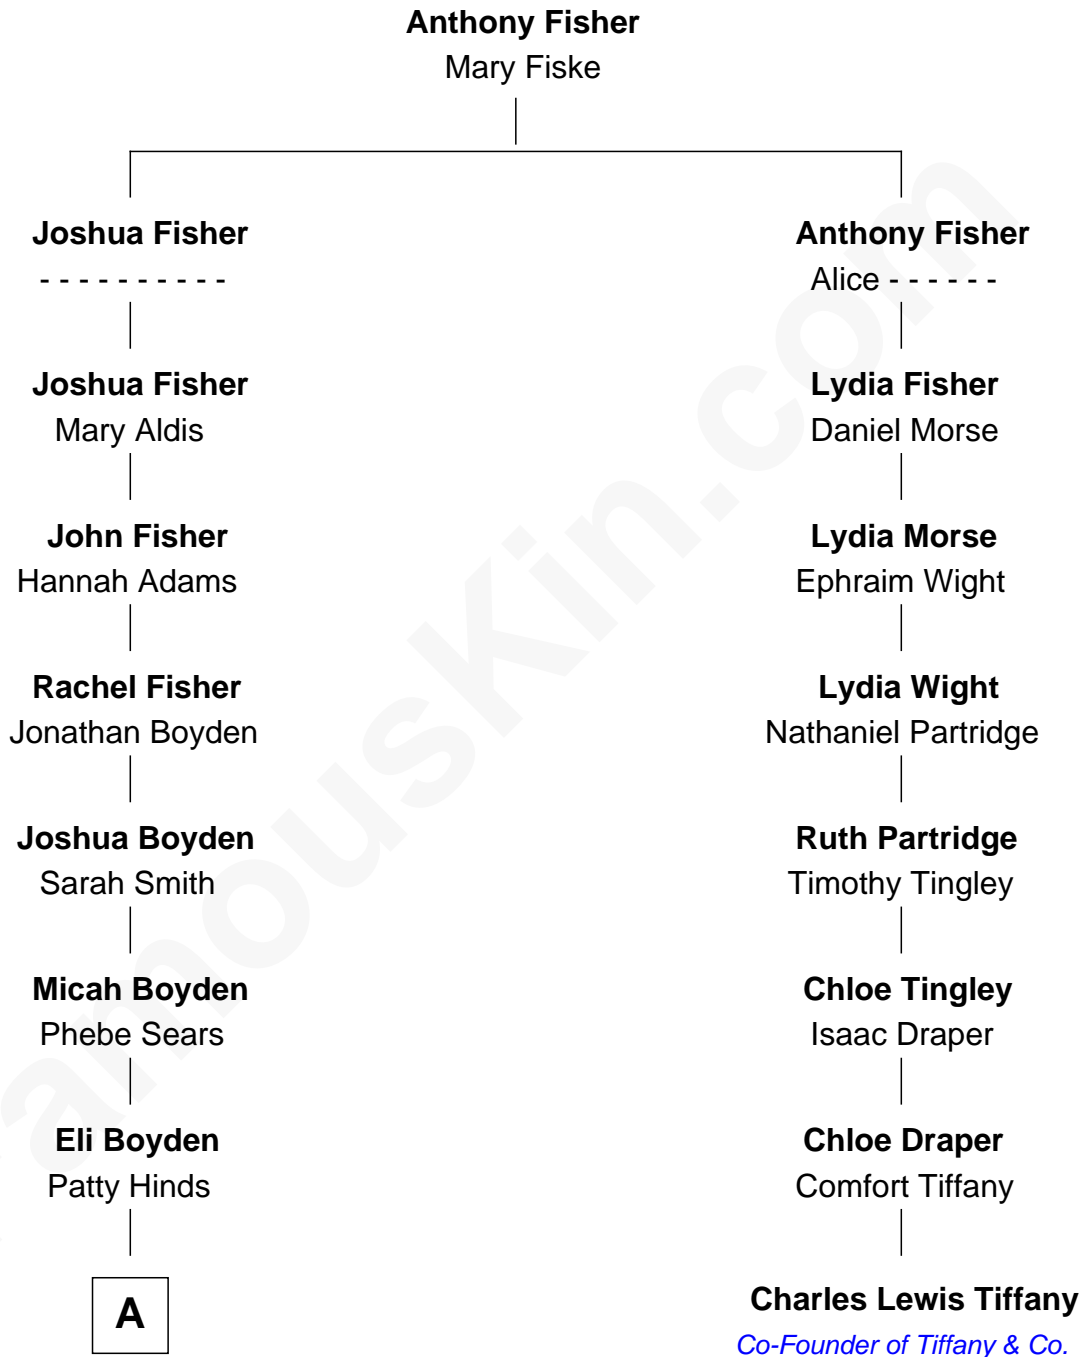 Anthony Fisher
Mary Fiske
Joshua Fisher
- - - - - - - - - -
Joshua Fisher
Mary Aldis
John Fisher
Hannah Adams
Rachel Fisher
Jonathan Boyden
Joshua Boyden
Sarah Smith
Micah Boyden
Phebe Sears
Eli Boyden
Patty Hinds
A
Anthony Fisher
Alice - - - - - -
Lydia Fisher
Daniel Morse
Lydia Morse
Ephraim Wight
Lydia Wight
Nathaniel Partridge
Ruth Partridge
Timothy Tingley
Chloe Tingley
Isaac Draper
Chloe Draper
Comfort Tiffany
Charles Lewis Tiffany
Co-Founder of Tiffany & Co.
amouskin.com